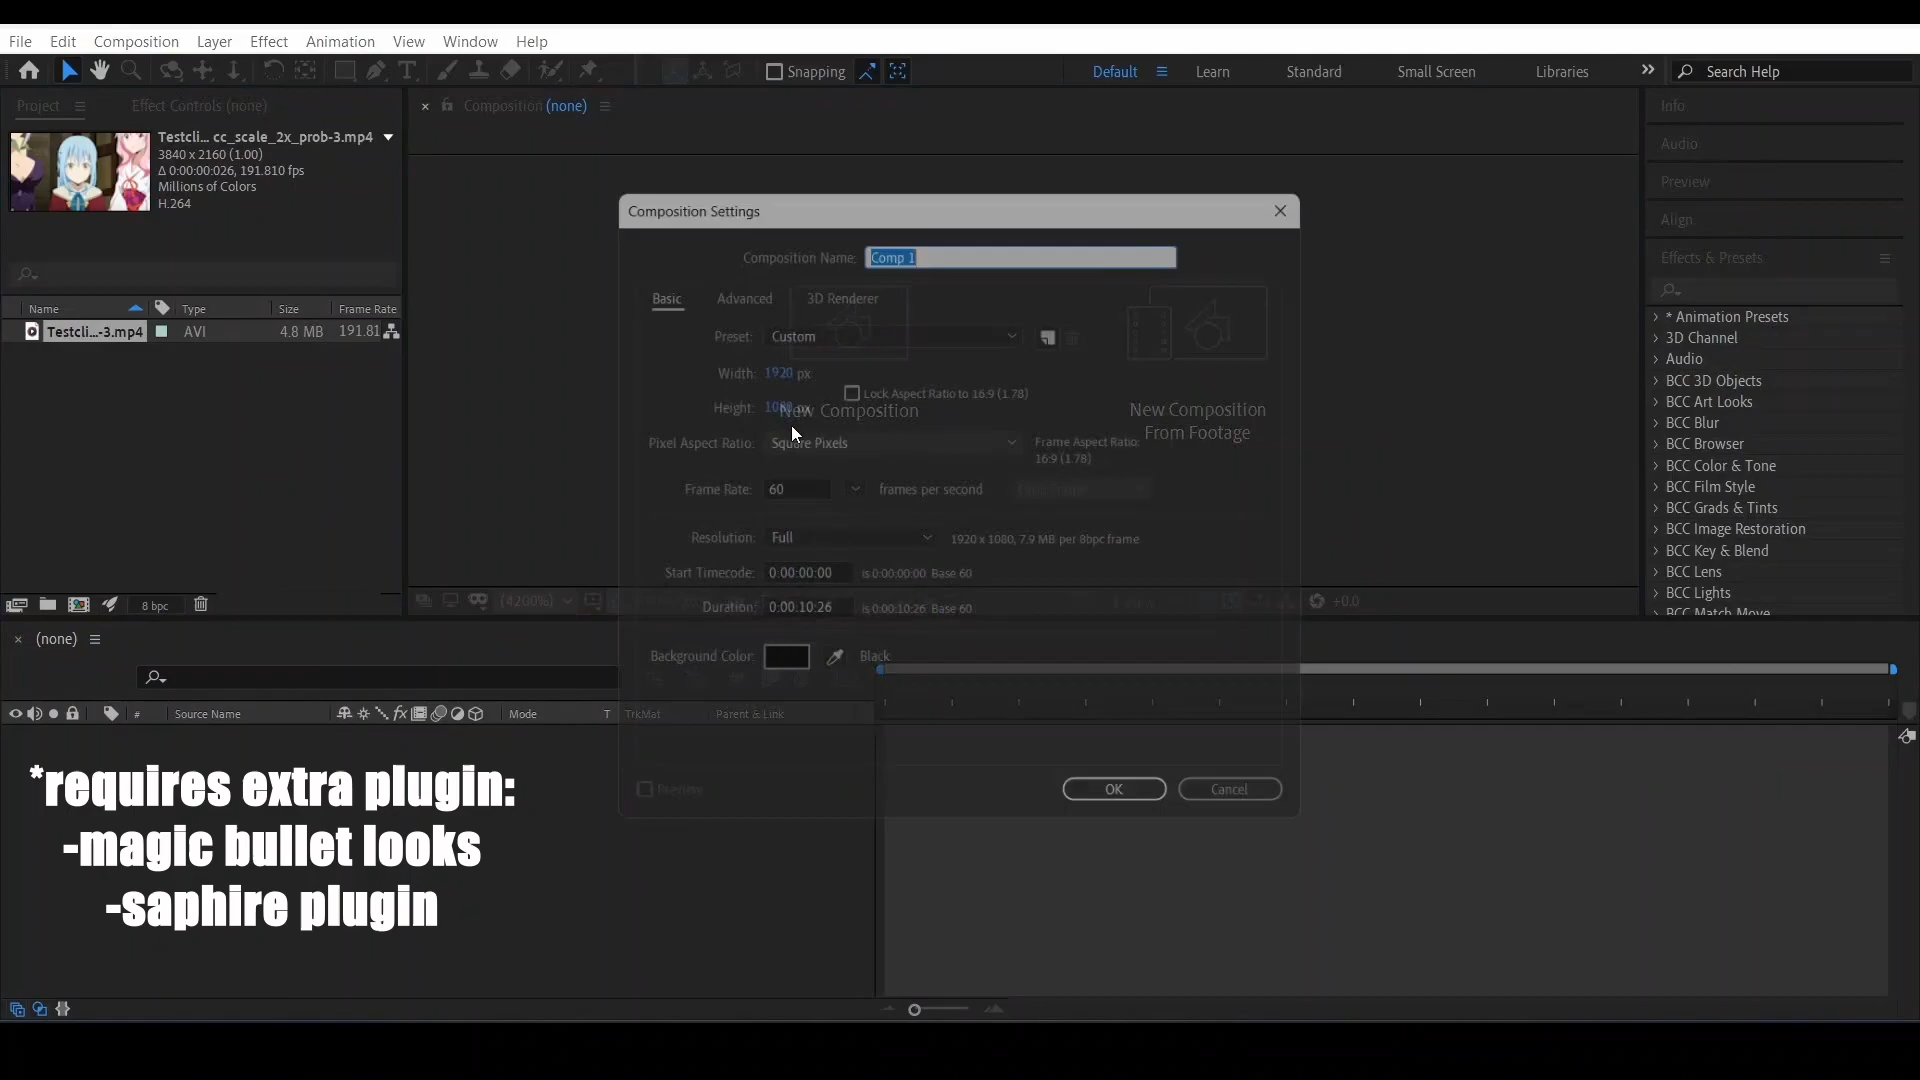 File Edit Composition Layer Effect Animation View Window Help
Snapping Default Learn Standard Small Screen Libraries Search Help
Project Effect Controls (none)
Composition (none)
Testcli... cc_scale_2x_prob-3.mp4
3840 x 2160 (1.00)
Δ 0:00:00:026, 191.810 fps
Millions of Colors
H.264
Name Type Size Frame Rate
Testcli...-3.mp4 AVI 4.8 MB 191.81
8 bpc
Composition Settings
Composition Name: Comp 1
Basic Advanced 3D Renderer
Preset: Custom
Width: 1920 px
Lock Aspect Ratio to 16:9 (1.78)
Height: 1080 px
New Composition
New Composition
From Footage
Pixel Aspect Ratio: Square Pixels
Frame Aspect Ratio:
16:9 (1.78)
Frame Rate: 60 frames per second
Resolution: Full 1920 x 1080, 7.9 MB per 8bpc frame
Start Timecode: 0:00:00:00 is 0:00:00:00 Base 60
(4200%)
Duration: 0:00:10:26 is 0:00:10:26 Base 60
+0.0
Background Color: Black
Preview
OK Cancel
Info
Audio
Preview
Align
Effects & Presets
* Animation Presets
3D Channel
Audio
BCC 3D Objects
BCC Art Looks
BCC Blur
BCC Browser
BCC Color & Tone
BCC Film Style
BCC Grads & Tints
BCC Image Restoration
BCC Key & Blend
BCC Lens
BCC Lights
BCC Match Move
(none)
# Source Name fx Mode T TrkMat Parent & Link
*requires extra plugin:
-magic bullet looks
-saphire plugin